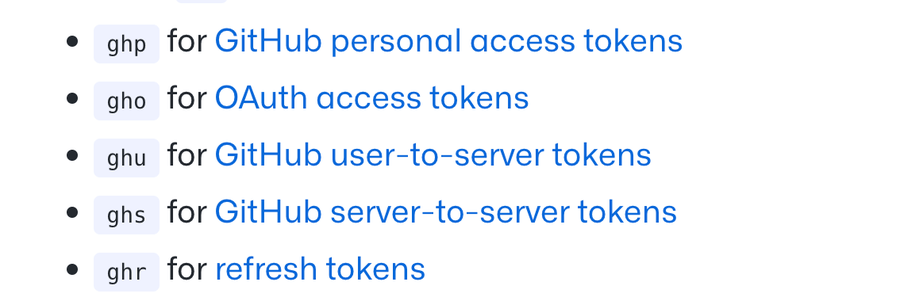 ghp for GitHub personal access tokens
gho for OAuth access tokens
ghu for GitHub user-to-server tokens
ghs for GitHub server-to-server tokens
ghr for refresh tokens